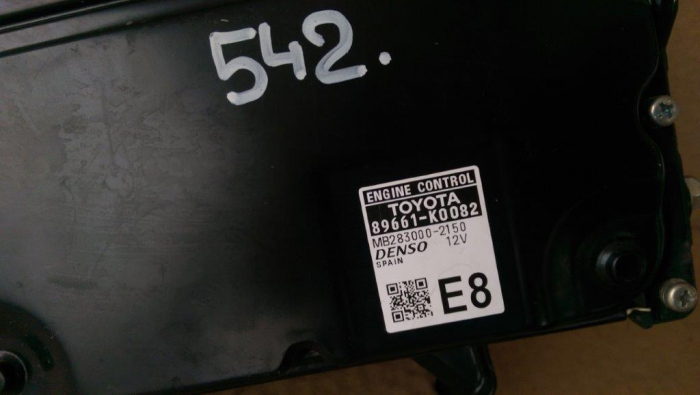 542.
ENGINE CONTROL
TOYOTA
89661-K0082
MB283000-2150
DENSO 12V
SPAIN
E8